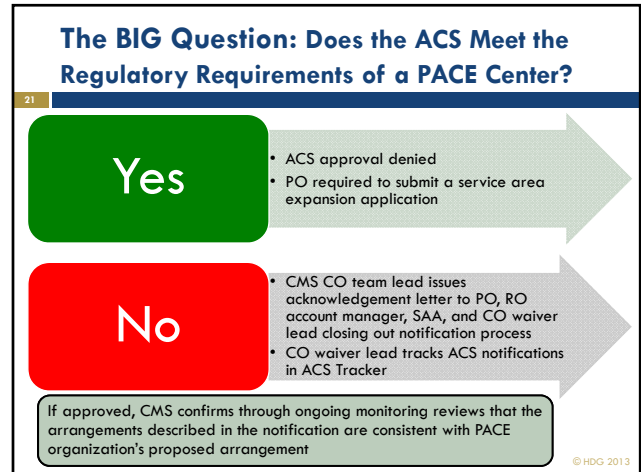 The BIG Question: Does the ACS Meet the
Regulatory Requirements of a PACE Center?
21
Yes
• ACS approval denied
• PO required to submit a service area
expansion application
No
• CMS CO team lead issues
acknowledgement letter to PO, RO
account manager, SAA, and CO waiver
lead closing out notification process
• CO waiver lead tracks ACS notifications
in ACS Tracker
If approved, CMS confirms through ongoing monitoring reviews that the
arrangements described in the notification are consistent with PACE
organization's proposed arrangement
© HDG 2013